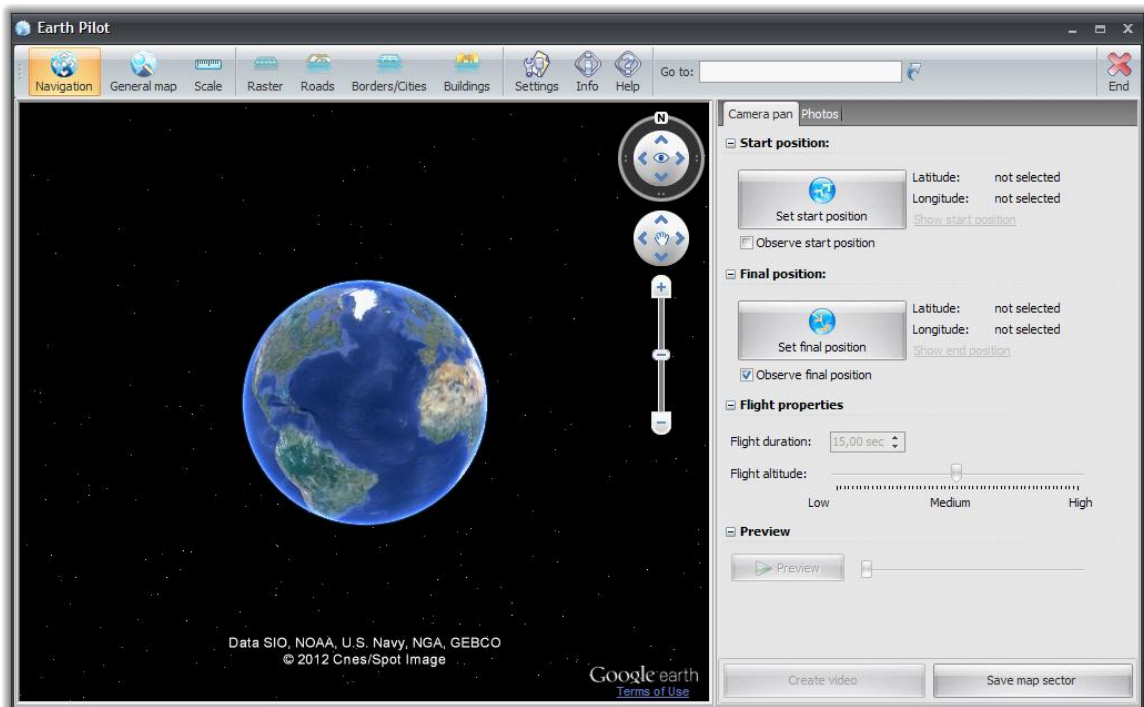 Earth Pilot
Navigation General map Scale Raster Roads Borders/Cities Buildings Settings Info Help Go to: End
N
Data SIO, NOAA, U.S. Navy, NGA, GEBCO
© 2012 Cnes/Spot Image
Google earth
Terms of Use
Camera pan Photos
Start position:
Set start position
Latitude: not selected
Longitude: not selected
Show start position
Observe start position
Final position:
Set final position
Latitude: not selected
Longitude: not selected
Show end position
Observe final position
Flight properties
Flight duration: 15,00 sec
Flight altitude:
Low Medium High
Preview
Preview
Create video Save map sector